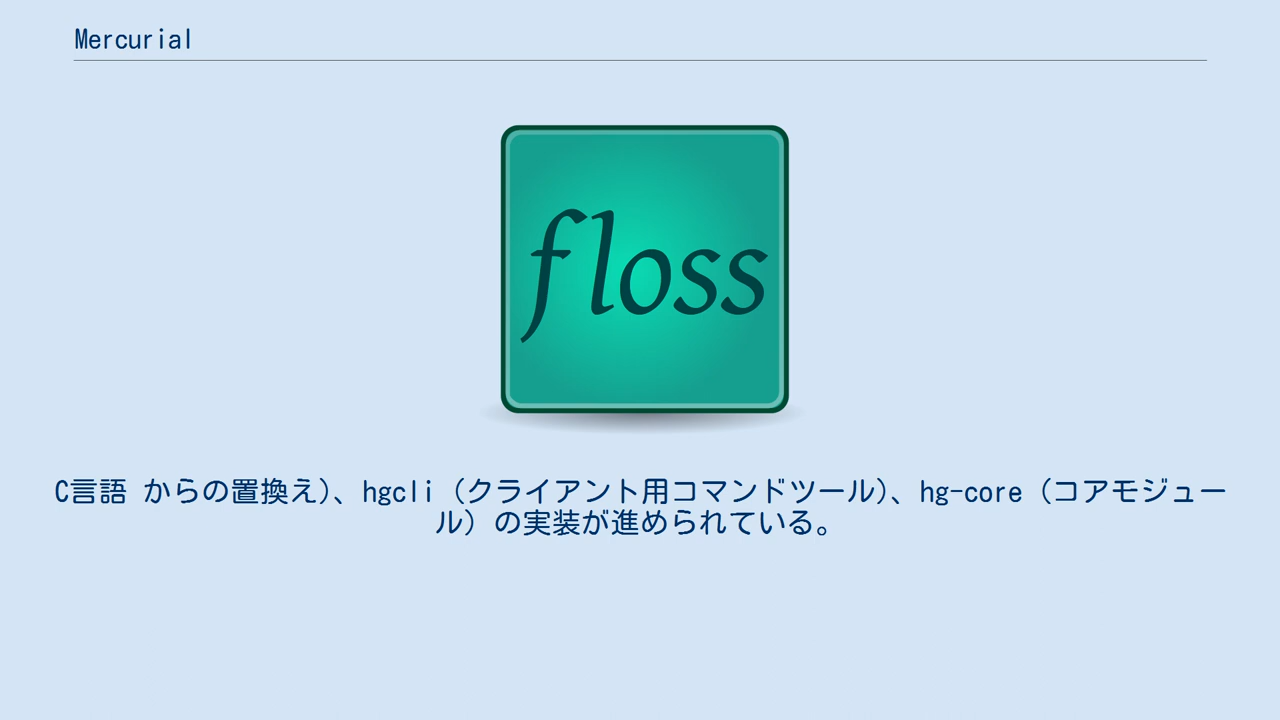 Mercurial
floss
C言語 からの置換え)、hgcli (クライアント用コマンドツール)、hg-core (コアモジュー
ル) の実装が進められている。